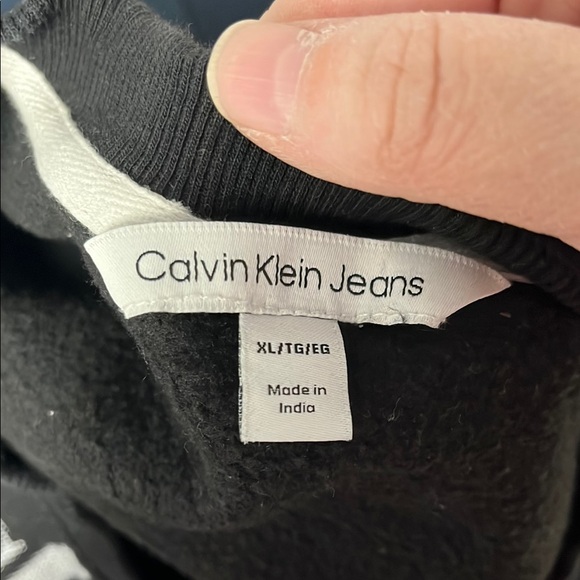 Calvin Klein Jeans
XL/TG/EG
Made in
India